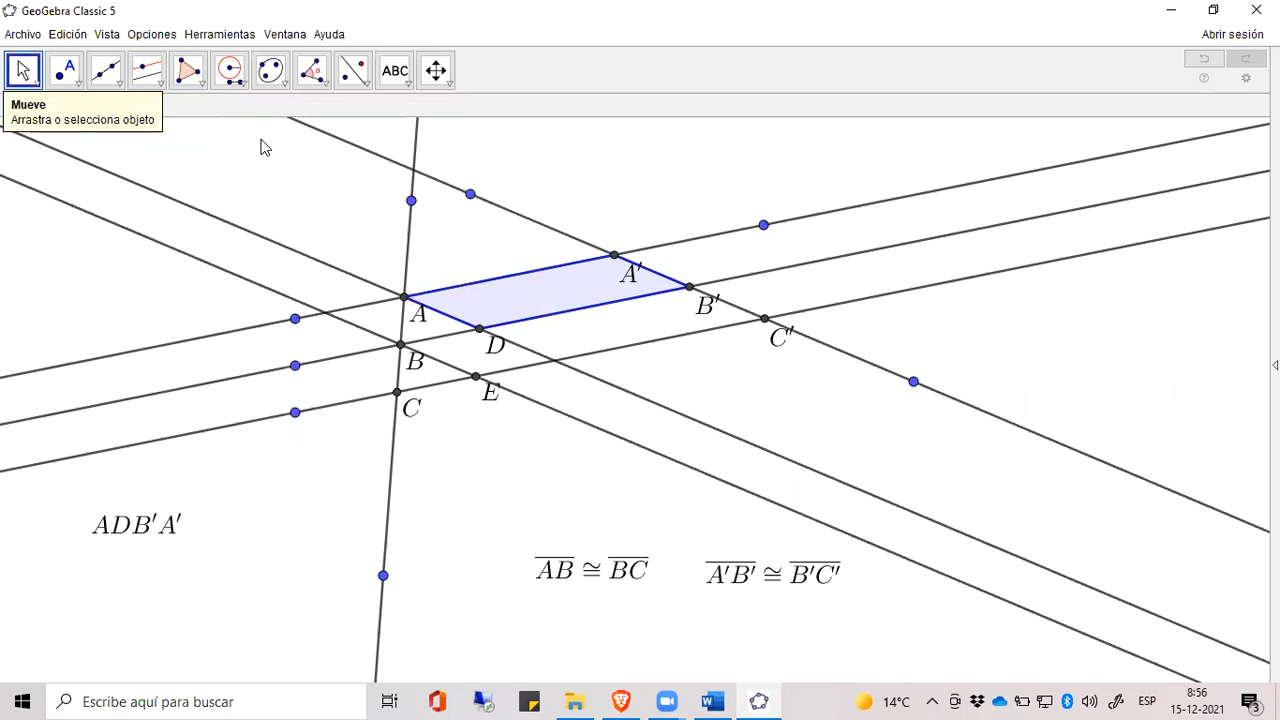 GeoGebra Classic 5
Archivo Edición Vista Opciones Herramientas Ventana Ayuda Abrir sesión
A ABC
Mueve
Arrastra o selecciona objeto
A'
A B'
D C'
B
E
C
ADB'A'
AB ≅ BC A'B' ≅ B'C'
Escribe aquí para buscar 14°C ESP 8:56
15-12-2021 3